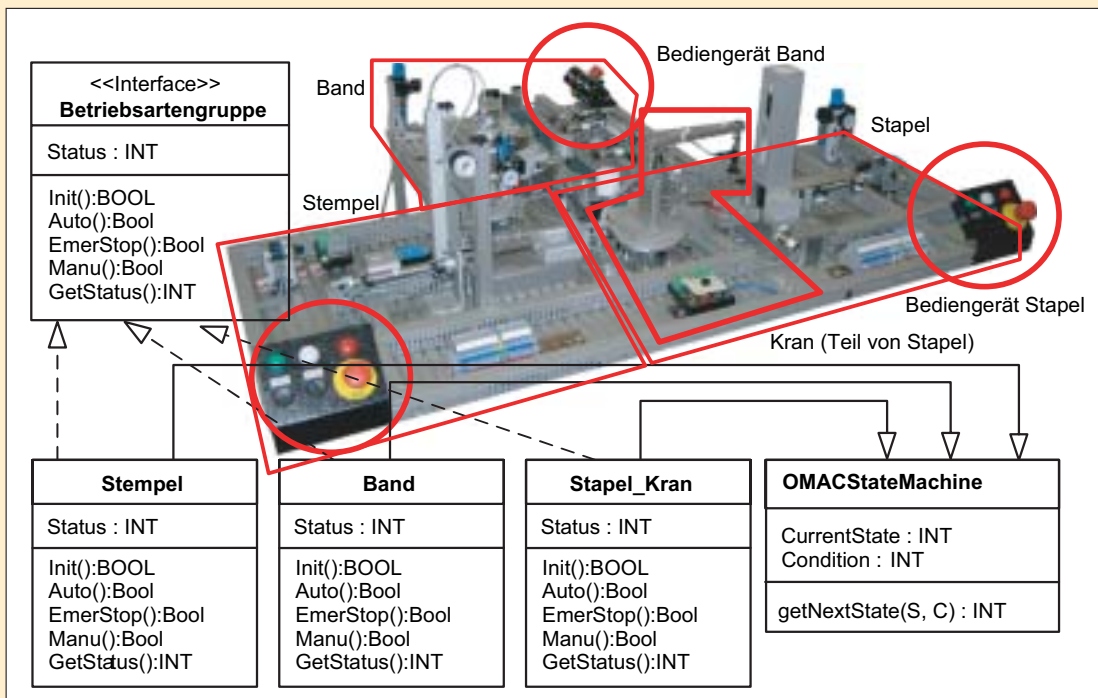 <<Interface>>
Betriebsartengruppe
Status : INT
Init():BOOL
Auto():Bool
EmerStop():Bool
Manu():Bool
GetStatus():INT
Band
Bediengerät Band
Stapel
Stempel
Bediengerät Stapel
Kran (Teil von Stapel)
Stempel
Status : INT
Init():BOOL
Auto():Bool
EmerStop():Bool
Manu():Bool
GetStatus():INT
Band
Status : INT
Init():BOOL
Auto():Bool
EmerStop():Bool
Manu():Bool
GetStatus():INT
Stapel_Kran
Status : INT
Init():BOOL
Auto():Bool
EmerStop():Bool
Manu():Bool
GetStatus():INT
OMACStateMachine
CurrentState : INT
Condition : INT
getNextState(S, C) : INT